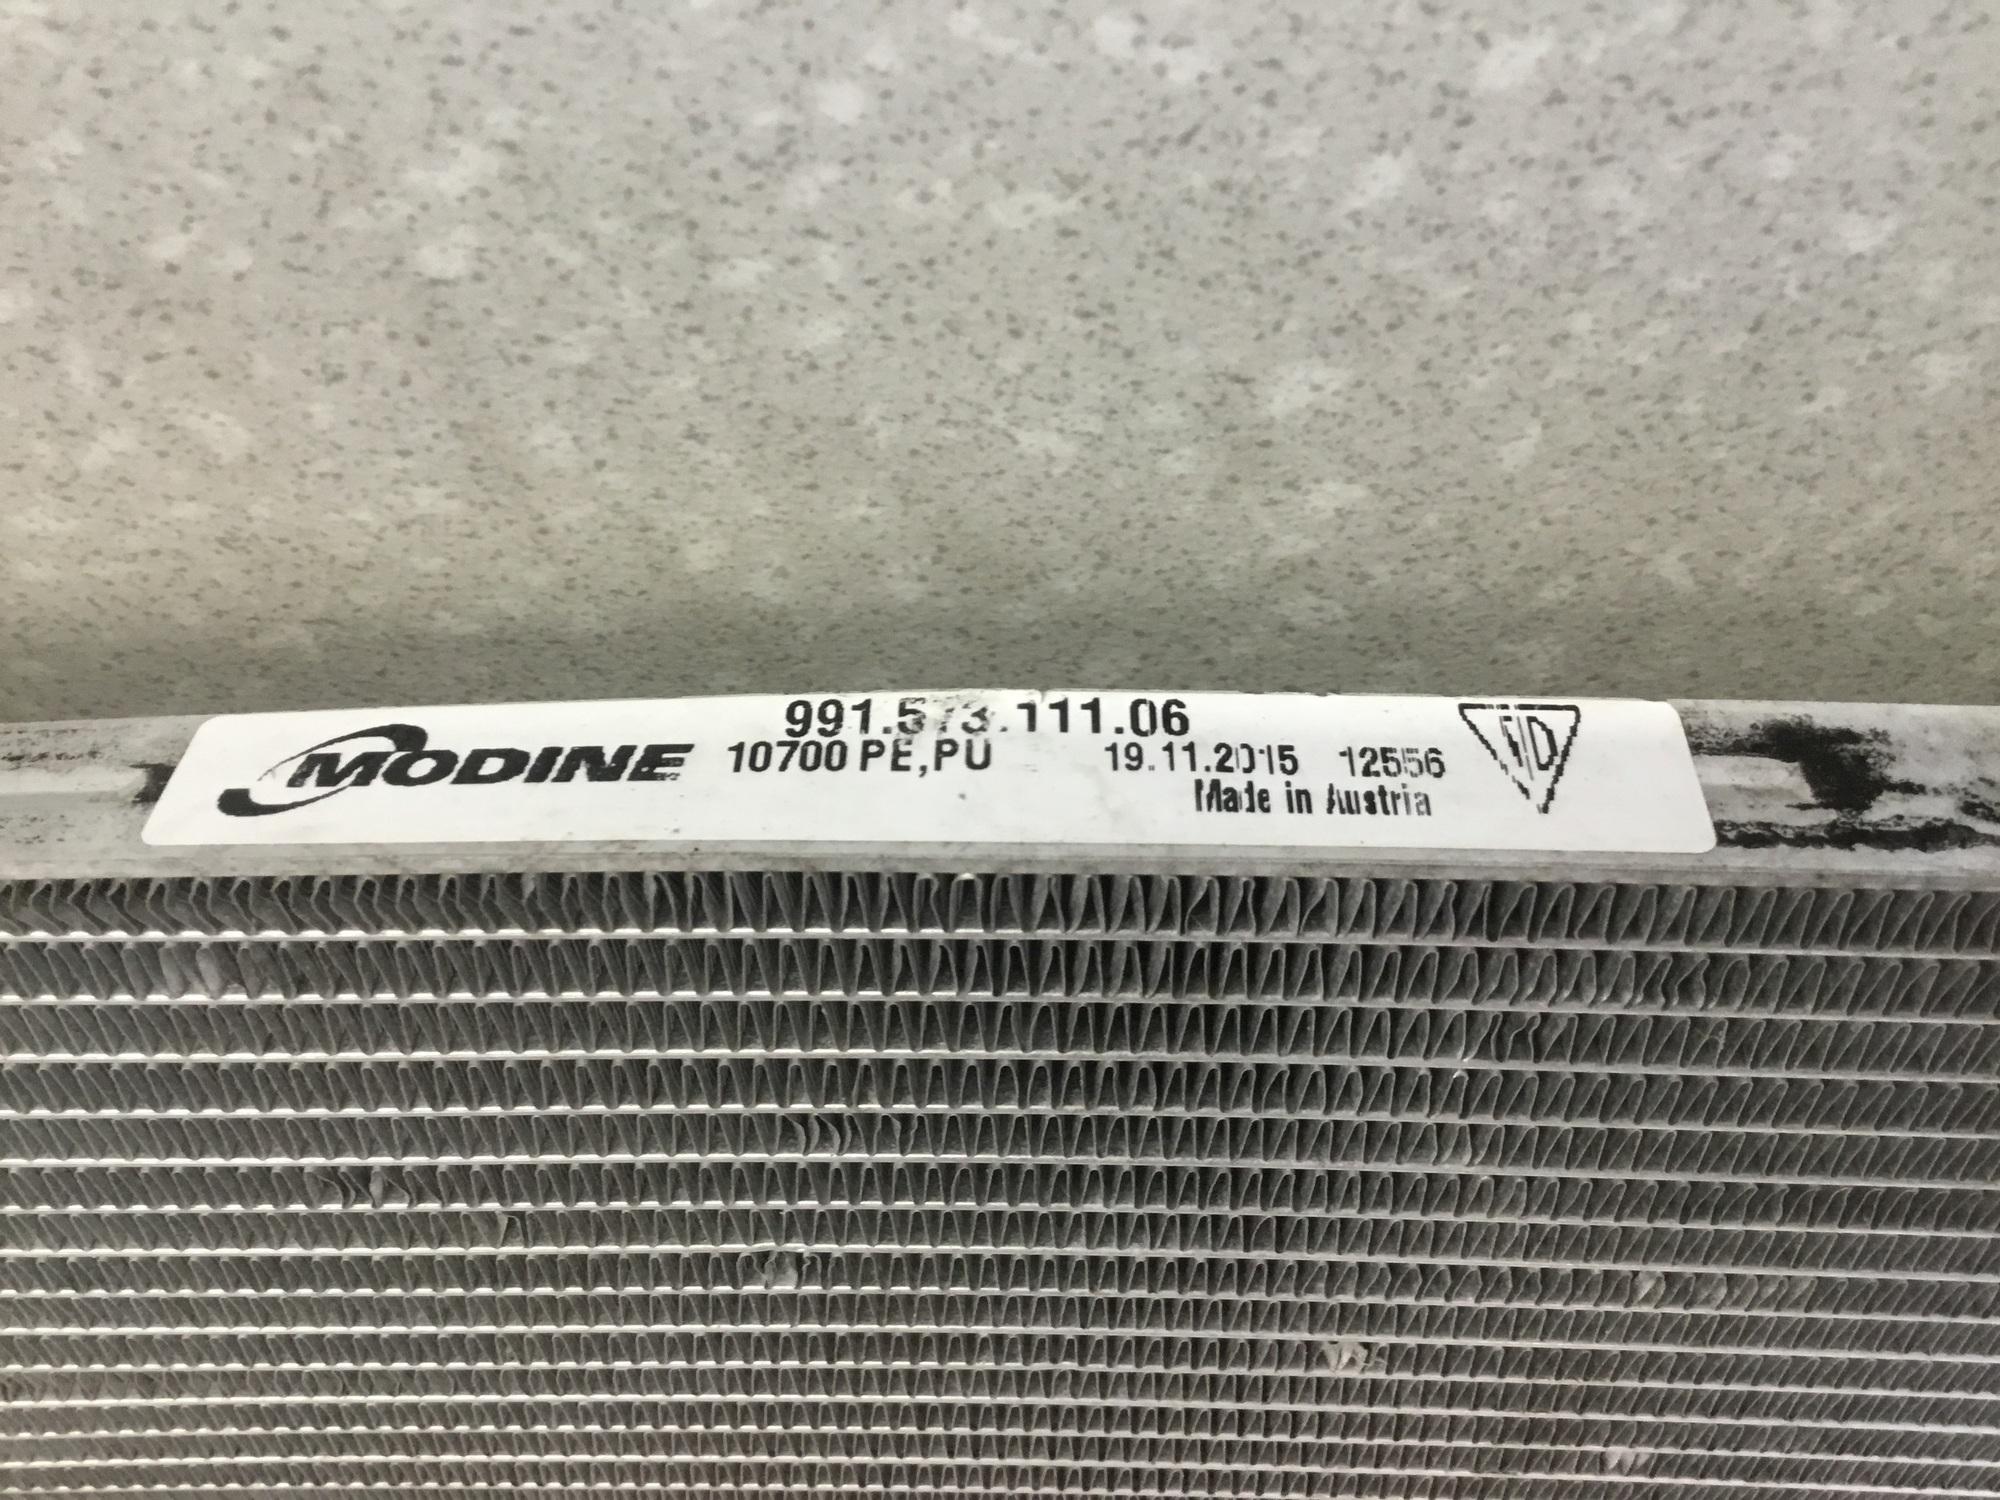 991.573.111.06
MODINE 10700 PE,PU 19.11.2015 12556
Made in Austria